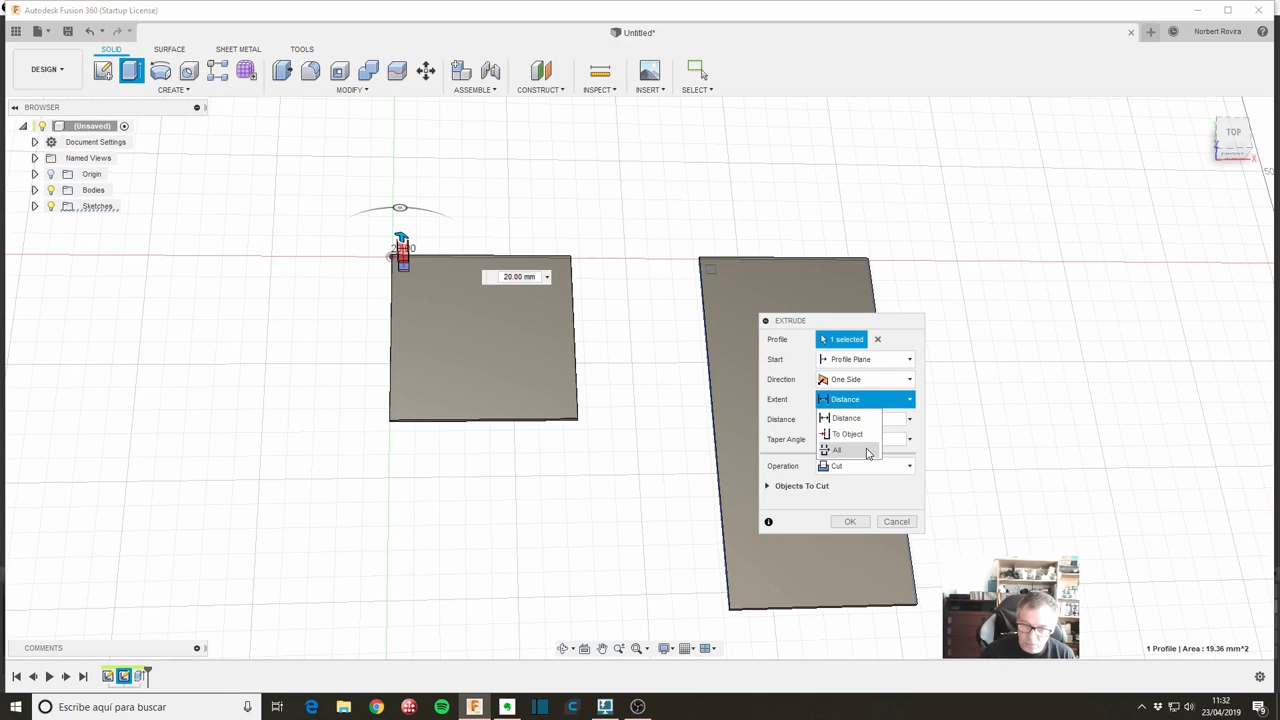 Autodesk Fusion 360 (Startup License)
Untitled*
Norbert Rovira
SOLID SURFACE SHEET METAL TOOLS
DESIGN
CREATE MODIFY ASSEMBLE CONSTRUCT INSPECT INSERT SELECT
BROWSER
(Unsaved)
Document Settings
Named Views
Origin
Bodies
Sketches
TOP
FRONT
Z
X
50
20.00 mm
EXTRUDE
Profile 1 selected
Start Profile Plane
Direction One Side
Extent Distance
Distance Distance
To Object
Taper Angle
All
Operation Cut
Objects To Cut
OK Cancel
COMMENTS
1 Profile | Area : 19.36 mm^2
Escribe aquí para buscar
11:32
23/04/2019